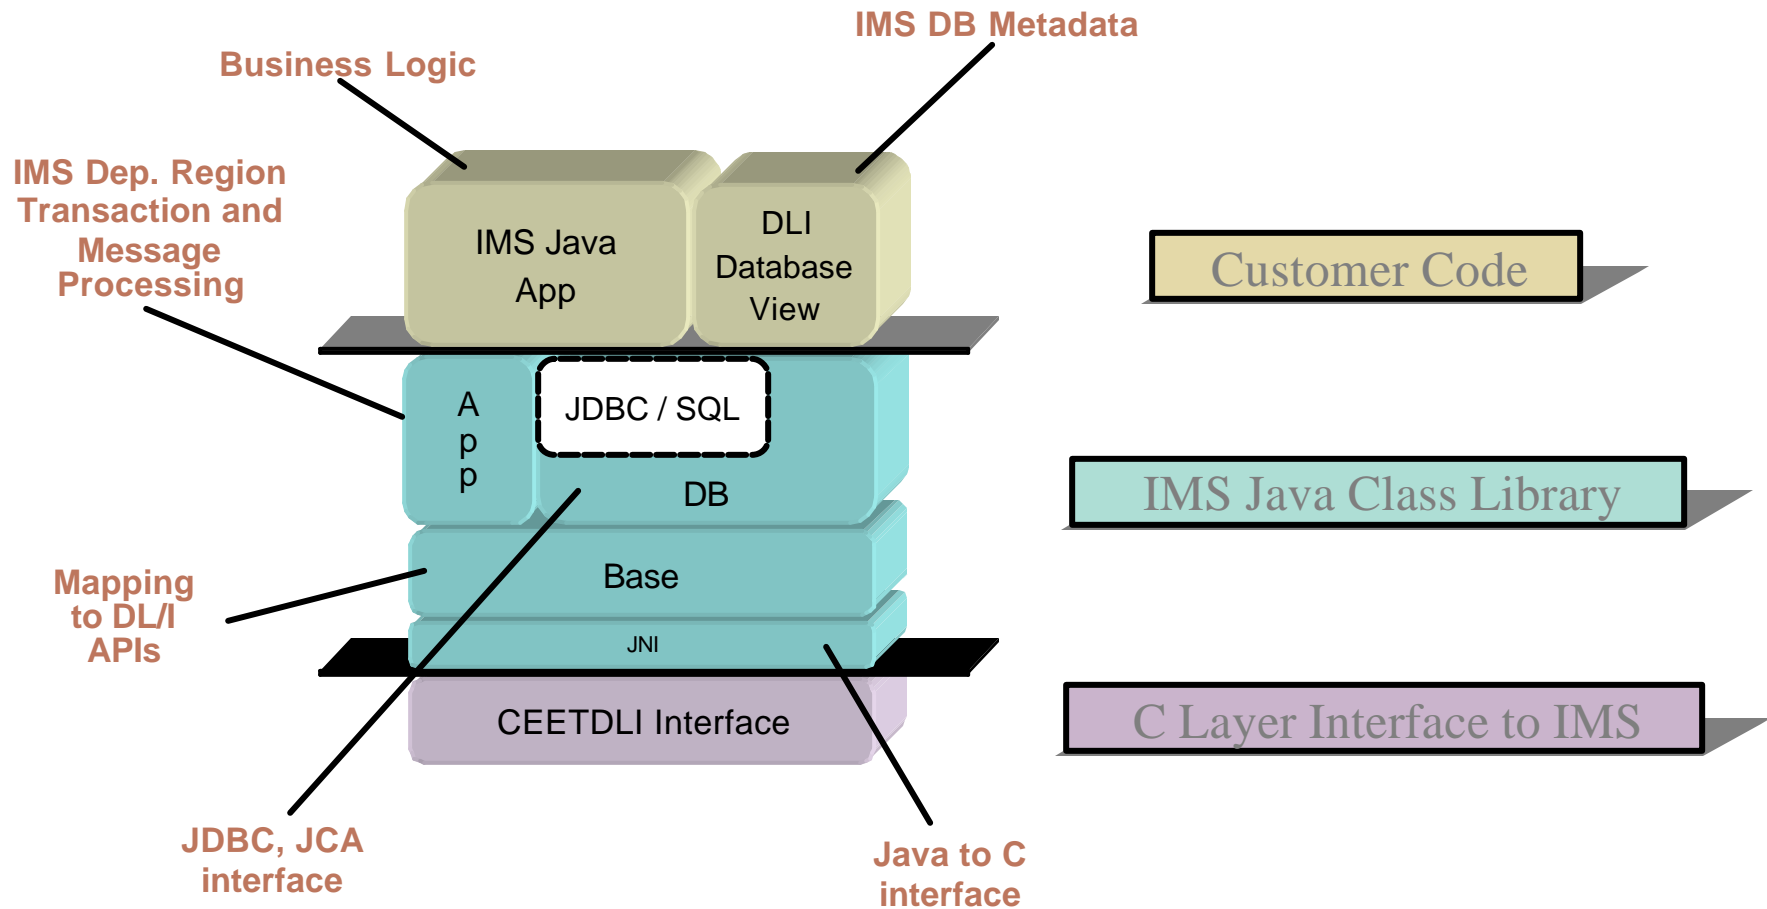 IMS DB Metadata
Business Logic
IMS Dep. Region
Transaction and
Message
Processing
IMS Java
App
DLI
Database
View
Customer Code
A
p
p
JDBC / SQL
DB
IMS Java Class Library
Base
Mapping
to DL/I
APIs
JNI
CEETDLI Interface
C Layer Interface to IMS
JDBC, JCA
interface
Java to C
interface